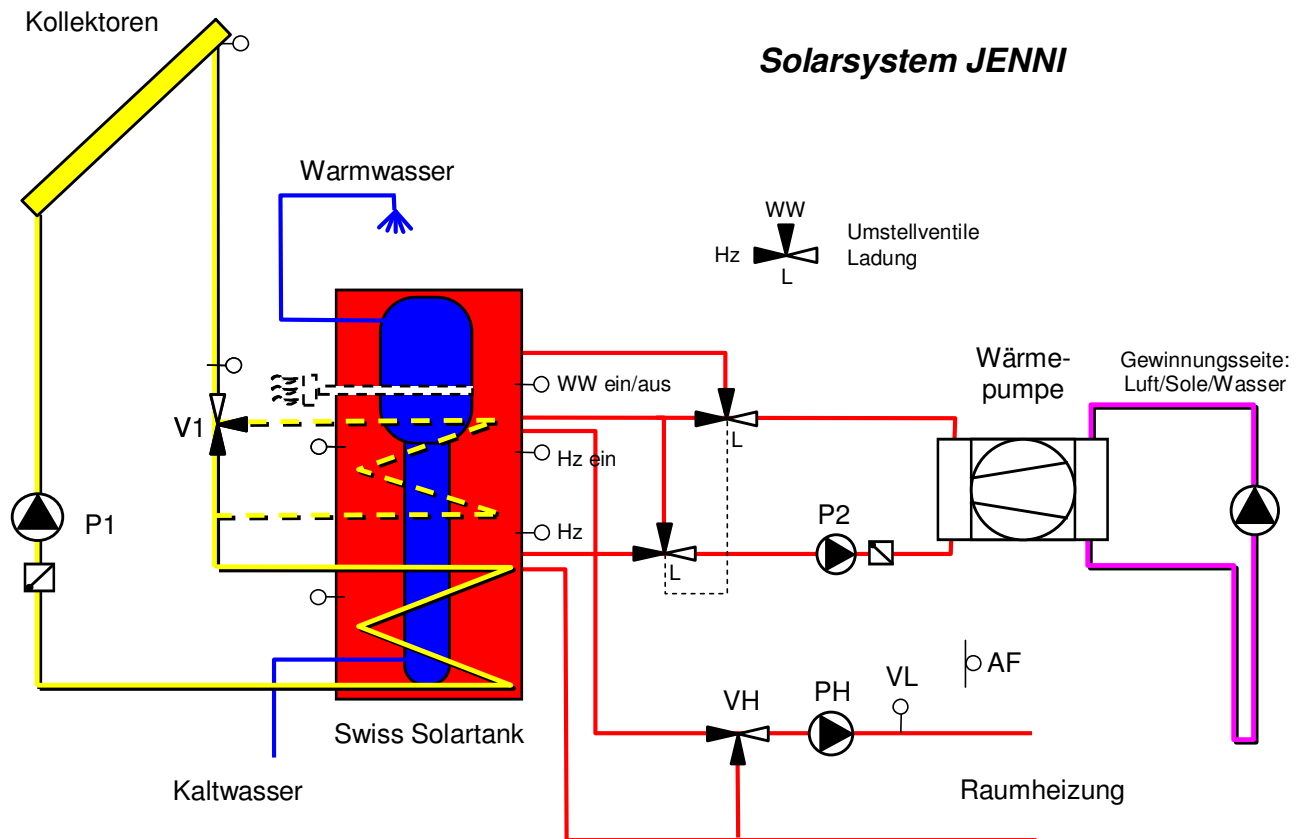 Kollektoren
Solarsystem JENNI
Warmwasser
WW
Hz
L
Umstellventile
Ladung
Wärme-
pumpe
Gewinnungsseite:
Luft/Sole/Wasser
WW ein/aus
V1
L
Hz ein
P1
P2
Hz
L
AF
VL
VH
PH
Swiss Solartank
Kaltwasser
Raumheizung